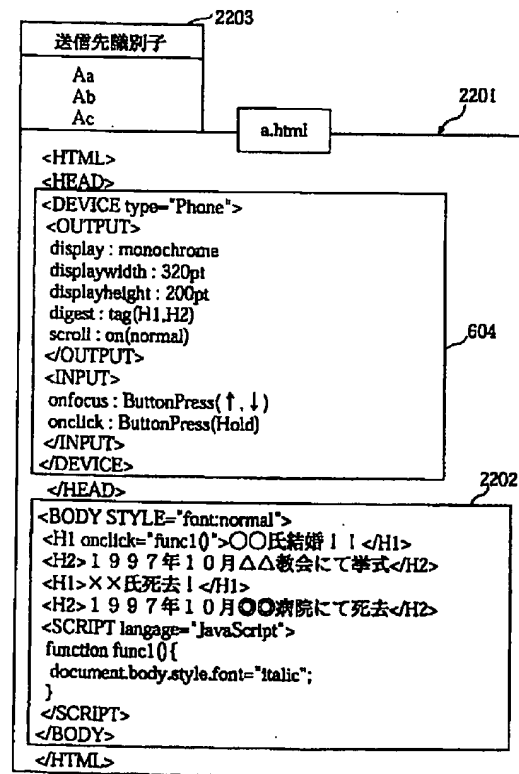 2203
送信先識別子
Aa
Ab
Ac
2201
a.html
<HTML>
<HEAD>
<DEVICE type="Phone">
<OUTPUT>
display : monochrome
displaywidth : 320pt
displayheight : 200pt
digest : tag(H1,H2)
scroll : on(normal)
</OUTPUT>
604
<INPUT>
onfocus : ButtonPress(↑,↓)
onclick : ButtonPress(Hold)
</INPUT>
</DEVICE>
</HEAD>
2202
<BODY STYLE="font:normal">
<H1 onclick="func1()">〇〇氏結婚！！</H1>
<H2>１９９７年１０月△△教会にて挙式</H2>
<H1>××氏死去！</H1>
<H2>１９９７年１０月〇〇病院にて死去</H2>
<SCRIPT langage="JavaScript">
function func1(){
document.body.style.font="italic";
}
</SCRIPT>
</BODY>
</HTML>